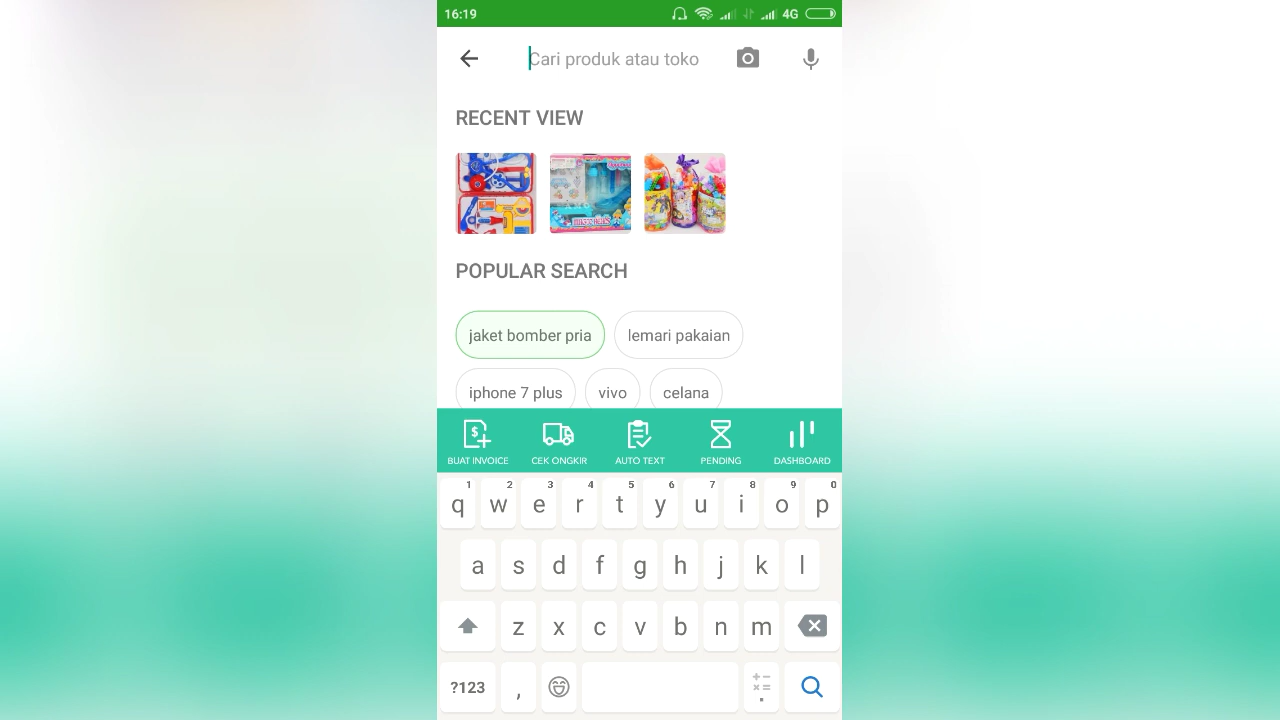 16:19 4G
Cari produk atau toko
RECENT VIEW
POPULAR SEARCH
jaket bomber pria lemari pakaian
iphone 7 plus vivo celana
BUAT INVOICE CEK ONGKIR AUTO TEXT PENDING DASHBOARD
1 2 3 4 5 6 7 8 9 0
q w e r t y u i o p
a s d f g h j k l
z x c v b n m
?123 , .